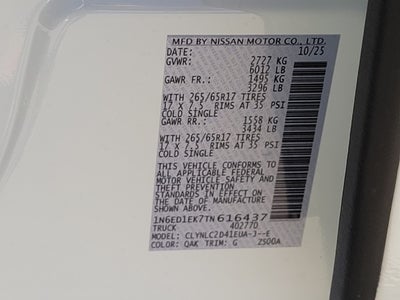 MFD BY NISSAN MOTOR CO., LTD.
DATE: 10/25
GVWR: 2727 KG
6012 LB
GAWR FR.: 1495 KG
3296 LB
WITH 265/65R17 TIRES
17 X 7.5 RIMS AT 35 PSI
COLD SINGLE
GAWR RR.: 1558 KG
3434 LB
WITH 265/65R17 TIRES
17 X 7.5 RIMS AT 35 PSI
COLD SINGLE
THIS VEHICLE CONFORMS TO
ALL APPLICABLE FEDERAL
MOTOR VEHICLE SAFETY AND
THEFT PREVENTION
STANDARDS IN EFFECT ON
THE DATE OF MANUFACTURE
SHOWN ABOVE.
1N6ED1EK7TN616437
TRUCK 40277D
MODEL: CLYNLC2D41EUA-J--E
COLOR: QAK TRIM: G 2500A